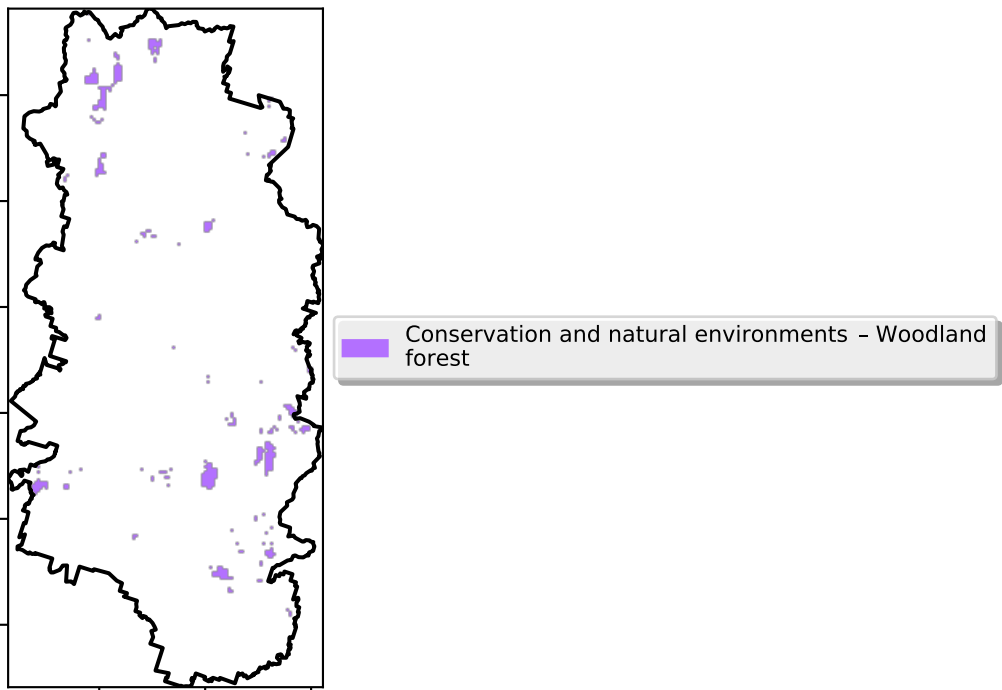 Conservation and natural environments – Woodland
forest